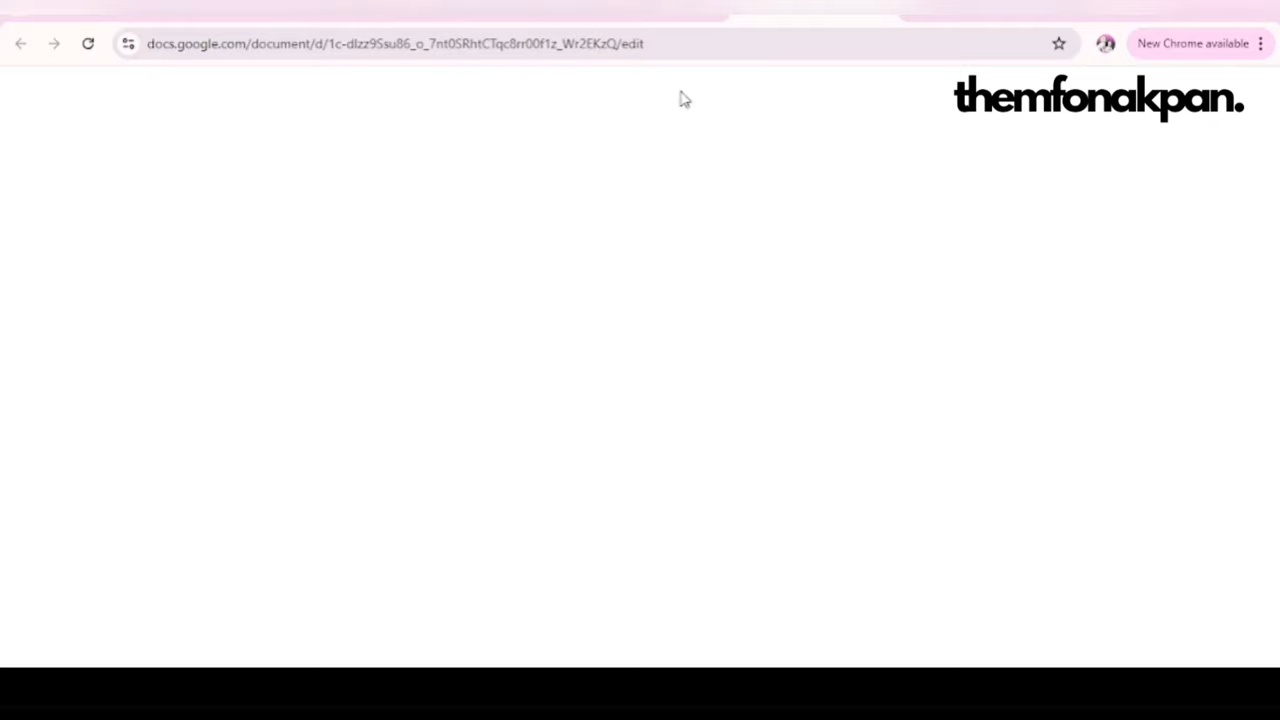 docs.google.com/document/d/1c-dlzz9Ssu86_o_7nt0SRhtCTqc8rr00f1z_Wr2EKzQ/edit
New Chrome available
themfonakpan.